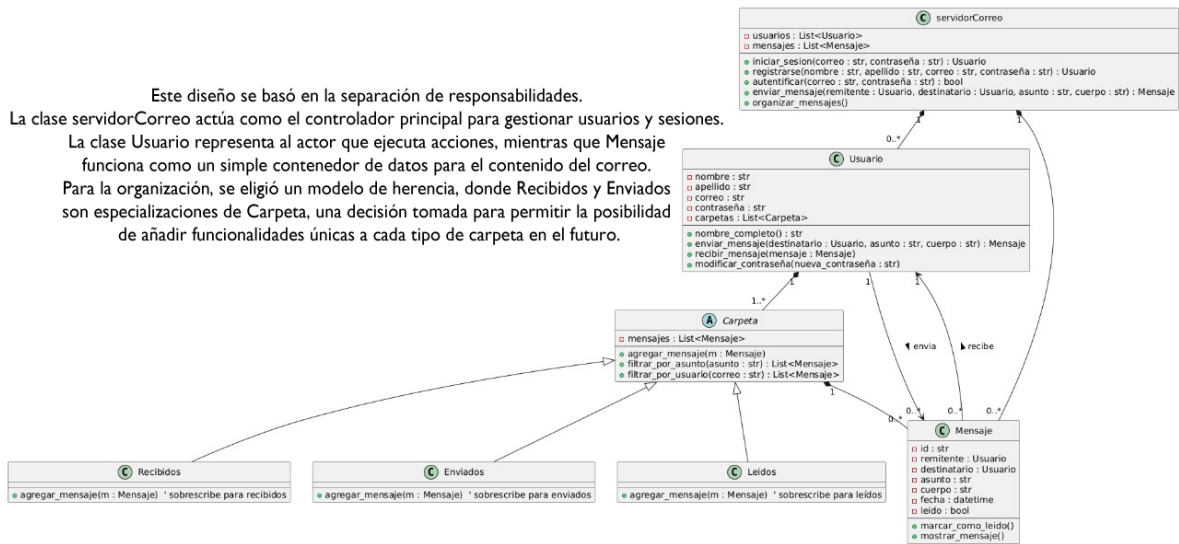 Este diseño se basó en la separación de responsabilidades.
La clase servidorCorreo actúa como el controlador principal para gestionar usuarios y sesiones.
La clase Usuario representa al actor que ejecuta acciones, mientras que Mensaje
funciona como un simple contenedor de datos para el contenido del correo.
Para la organización, se eligió un modelo de herencia, donde Recibidos y Enviados
son especializaciones de Carpeta, una decisión tomada para permitir la posibilidad
de añadir funcionalidades únicas a cada tipo de carpeta en el futuro.
C servidorCorreo
usuarios : List<Usuario>
mensajes : List<Mensaje>
iniciar_sesion(correo : str, contraseña : str) : Usuario
registrarse(nombre : str, apellido : str, correo : str, contraseña : str) : Usuario
autentificar(correo : str, contraseña : str) : bool
enviar_mensaje(remitente : Usuario, destinatario : Usuario, asunto : str, cuerpo : str) : Mensaje
organizar_mensajes()
1 1
0..*
C Usuario
nombre : str
apellido : str
correo : str
contraseña : str
carpetas : List<Carpeta>
nombre_completo() : str
enviar_mensaje(destinatario : Usuario, asunto : str, cuerpo : str) : Mensaje
recibir_mensaje(mensaje : Mensaje)
modificar_contraseña(nueva_contraseña : str)
1 1 1
1..*
A Carpeta
mensajes : List<Mensaje>
agregar_mensaje(m : Mensaje)
filtrar_por_asunto(asunto : str) : List<Mensaje>
filtrar_por_usuario(correo : str) : List<Mensaje>
envia
recibe
1
0..* 0..* 0..* 0..*
C Recibidos
agregar_mensaje(m : Mensaje) ' sobrescribe para recibidos
C Enviados
agregar_mensaje(m : Mensaje) ' sobrescribe para enviados
C Leidos
agregar_mensaje(m : Mensaje) ' sobrescribe para leídos
C Mensaje
id : str
remitente : Usuario
destinatario : Usuario
asunto : str
cuerpo : str
fecha : datetime
leido : bool
marcar_como_leido()
mostrar_mensaje()